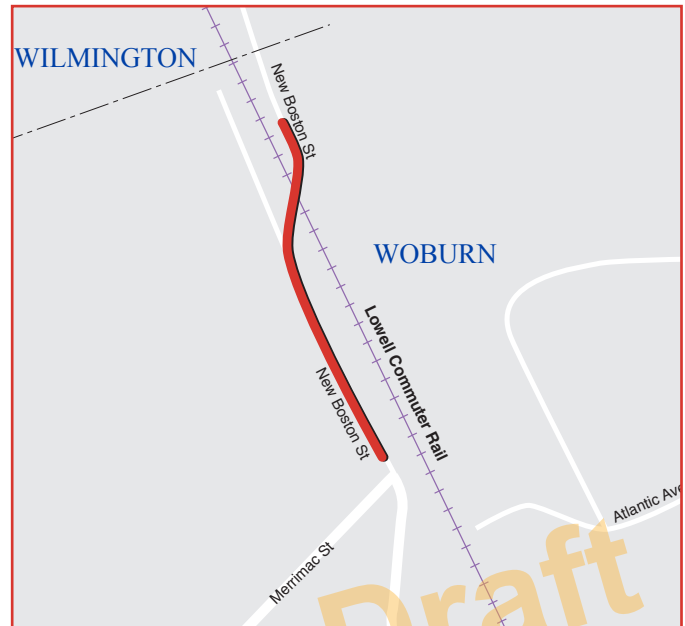 WILMINGTON
New Boston St
WOBURN
Lowell Commuter Rail
New Boston St
Atlantic Ave
Merrimac St
Draft